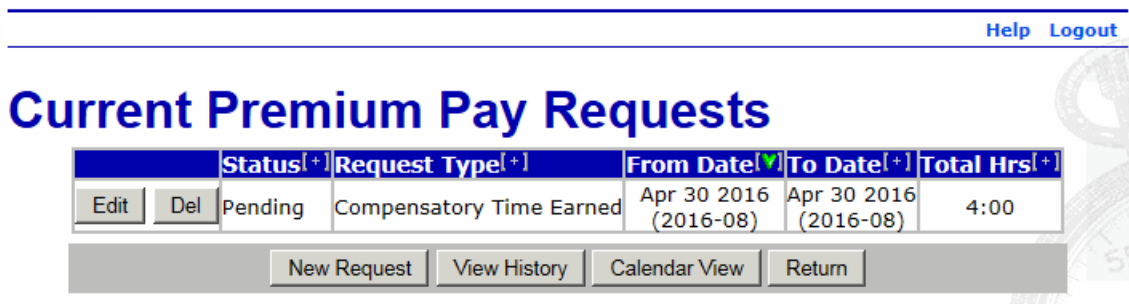 Help Logout
Current Premium Pay Requests
Status[+] Request Type[+] From Date[V] To Date[+] Total Hrs[+]
Edit Del Pending Compensatory Time Earned Apr 30 2016 Apr 30 2016 4:00
(2016-08) (2016-08)
New Request View History Calendar View Return